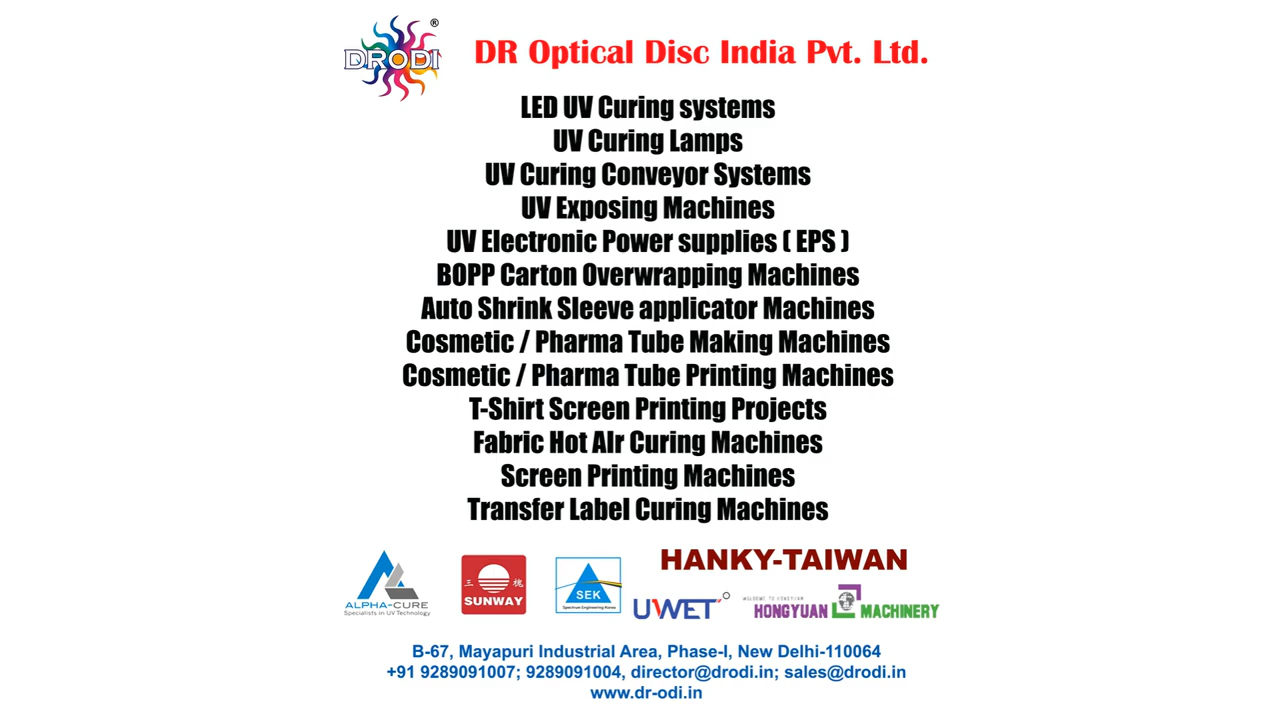 DRODI ®
DR Optical Disc India Pvt. Ltd.
LED UV Curing systems
UV Curing Lamps
UV Curing Conveyor Systems
UV Exposing Machines
UV Electronic Power supplies ( EPS )
BOPP Carton Overwrapping Machines
Auto Shrink Sleeve applicator Machines
Cosmetic / Pharma Tube Making Machines
Cosmetic / Pharma Tube Printing Machines
T-Shirt Screen Printing Projects
Fabric Hot AIr Curing Machines
Screen Printing Machines
Transfer Label Curing Machines
ALPHA-CURE
Specialists in UV Technology
三 槐
SUNWAY
SEK
Spectrum Engineering Korea
HANKY-TAIWAN
UWET
WELCOME TO HONGYUAN
HONGYUAN MACHINERY
B-67, Mayapuri Industrial Area, Phase-I, New Delhi-110064
+91 9289091007; 9289091004, director@drodi.in; sales@drodi.in
www.dr-odi.in